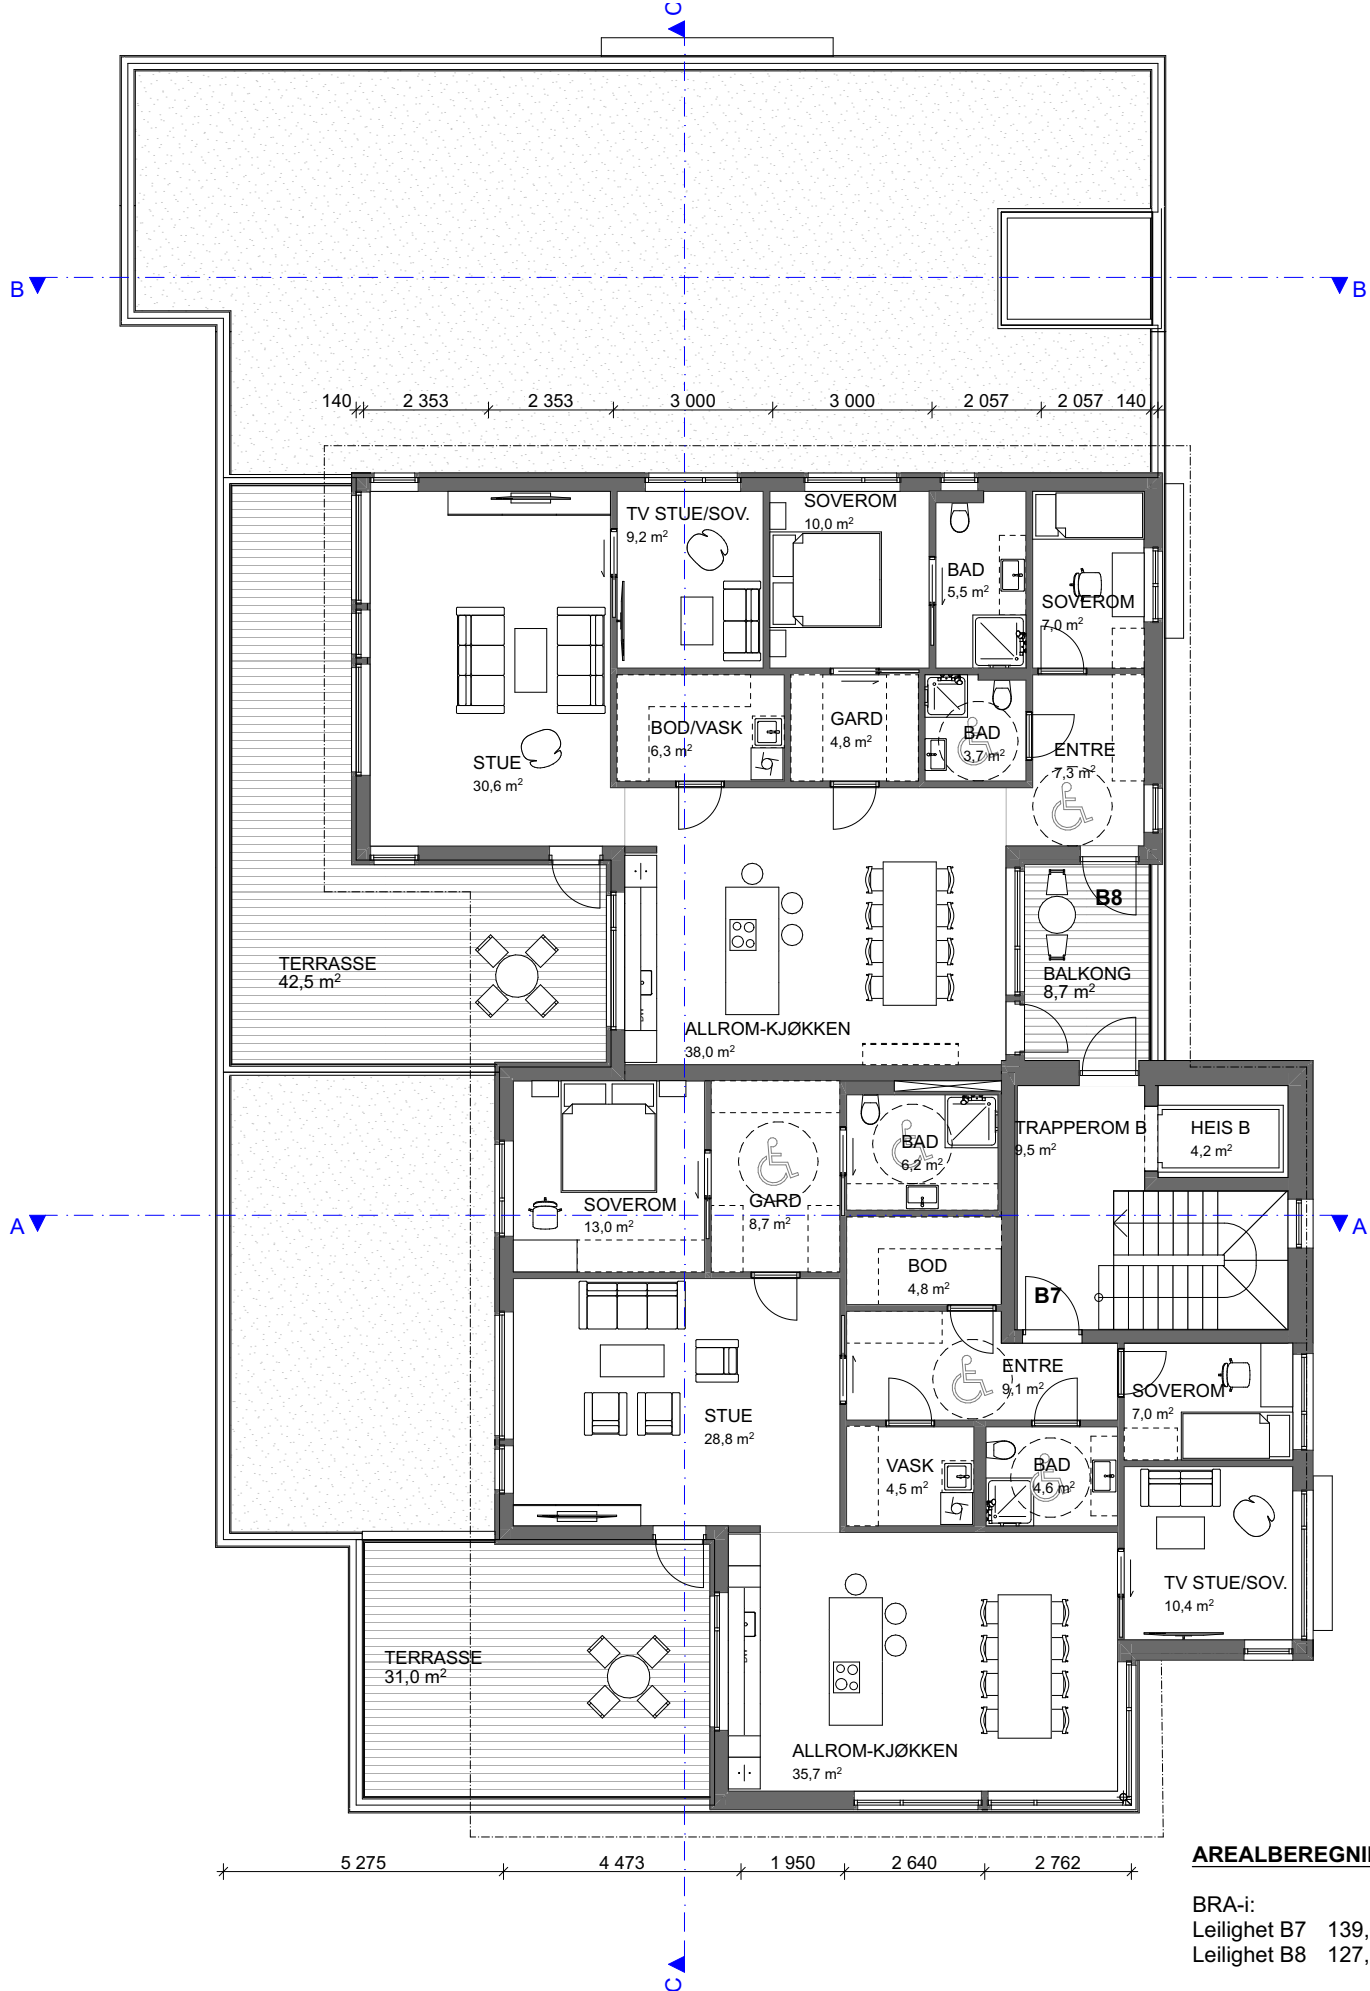 C
B
B
140 2 353 2 353 3 000 3 000 2 057 2 057 140
TV STUE/SOV.
9,2 m²
SOVEROM
10,0 m²
BAD
5,5 m²
SOVEROM
7,0 m²
STUE
30,6 m²
BOD/VASK
6,3 m²
GARD
4,8 m²
BAD
3,7 m²
ENTRE
7,3 m²
B8
TERRASSE
42,5 m²
BALKONG
8,7 m²
ALLROM-KJØKKEN
38,0 m²
TRAPPEROM B
9,5 m²
HEIS B
4,2 m²
BAD
6,2 m²
SOVEROM
13,0 m²
GARD
8,7 m²
A
A
BOD
4,8 m²
B7
ENTRE
9,1 m²
SOVEROM
7,0 m²
STUE
28,8 m²
VASK
4,5 m²
BAD
4,6 m²
TV STUE/SOV.
10,4 m²
TERRASSE
31,0 m²
ALLROM-KJØKKEN
35,7 m²
5 275 4 473 1 950 2 640 2 762
AREALBEREGNI
BRA-i:
Leilighet B7 139,
Leilighet B8 127,
C